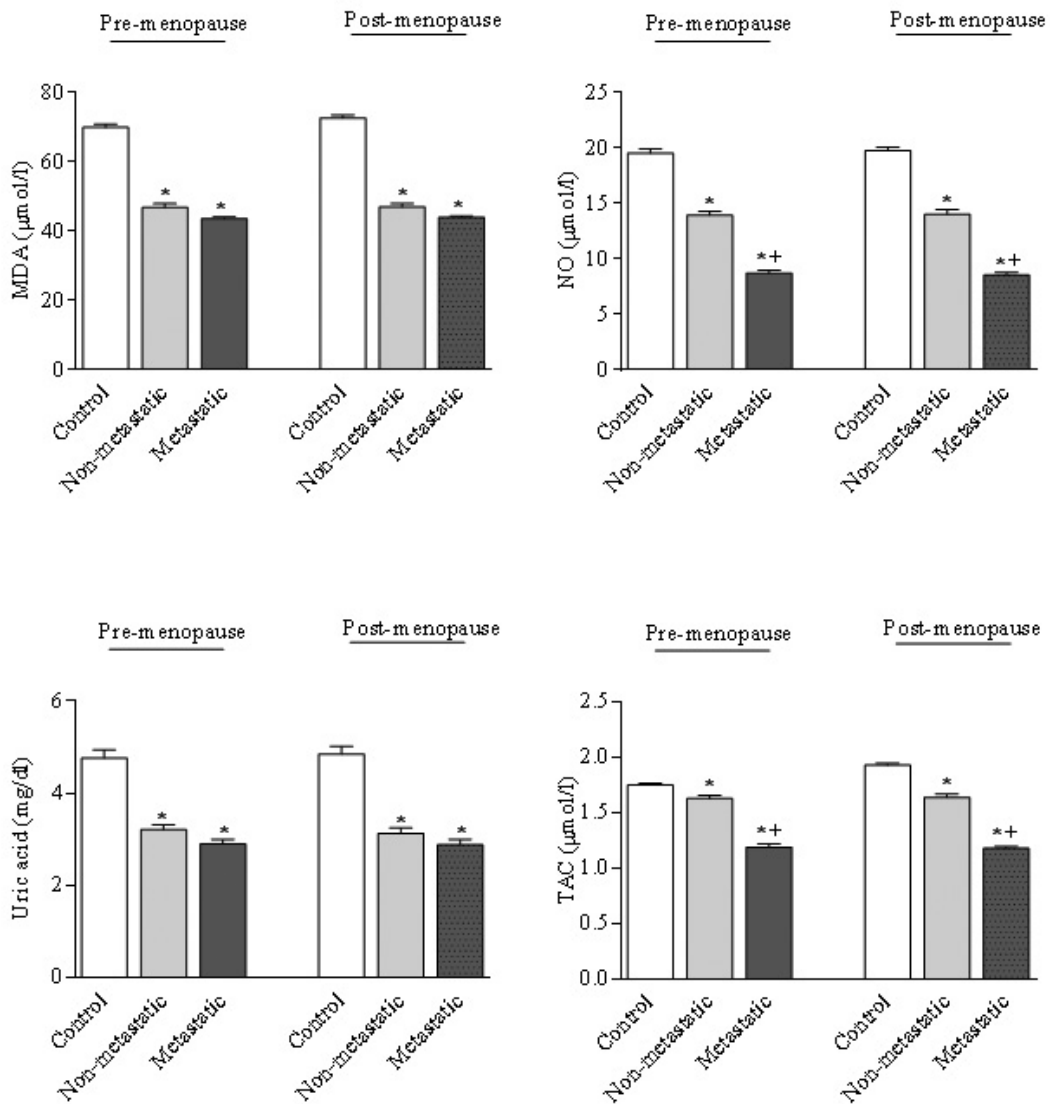 Pre-menopause
Post-menopause
MDA (μmol/l)
80
60
40
20
0
*
*
*
*
Control
Non-metastatic
Metastatic
Control
Non-metastatic
Metastatic
Pre-menopause
Post-menopause
NO (μmol/l)
25
20
15
10
5
0
*
*+
*
*+
Control
Non-metastatic
Metastatic
Control
Non-metastatic
Metastatic
Pre-menopause
Post-menopause
Uric acid (mg/dl)
6
4
2
0
*
*
*
*
Control
Non-metastatic
Metastatic
Control
Non-metastatic
Metastatic
Pre-menopause
Post-menopause
TAC (μmol/l)
2.5
2.0
1.5
1.0
0.5
0.0
*
*+
*
*+
Control
Non-metastatic
Metastatic
Control
Non-metastatic
Metastatic